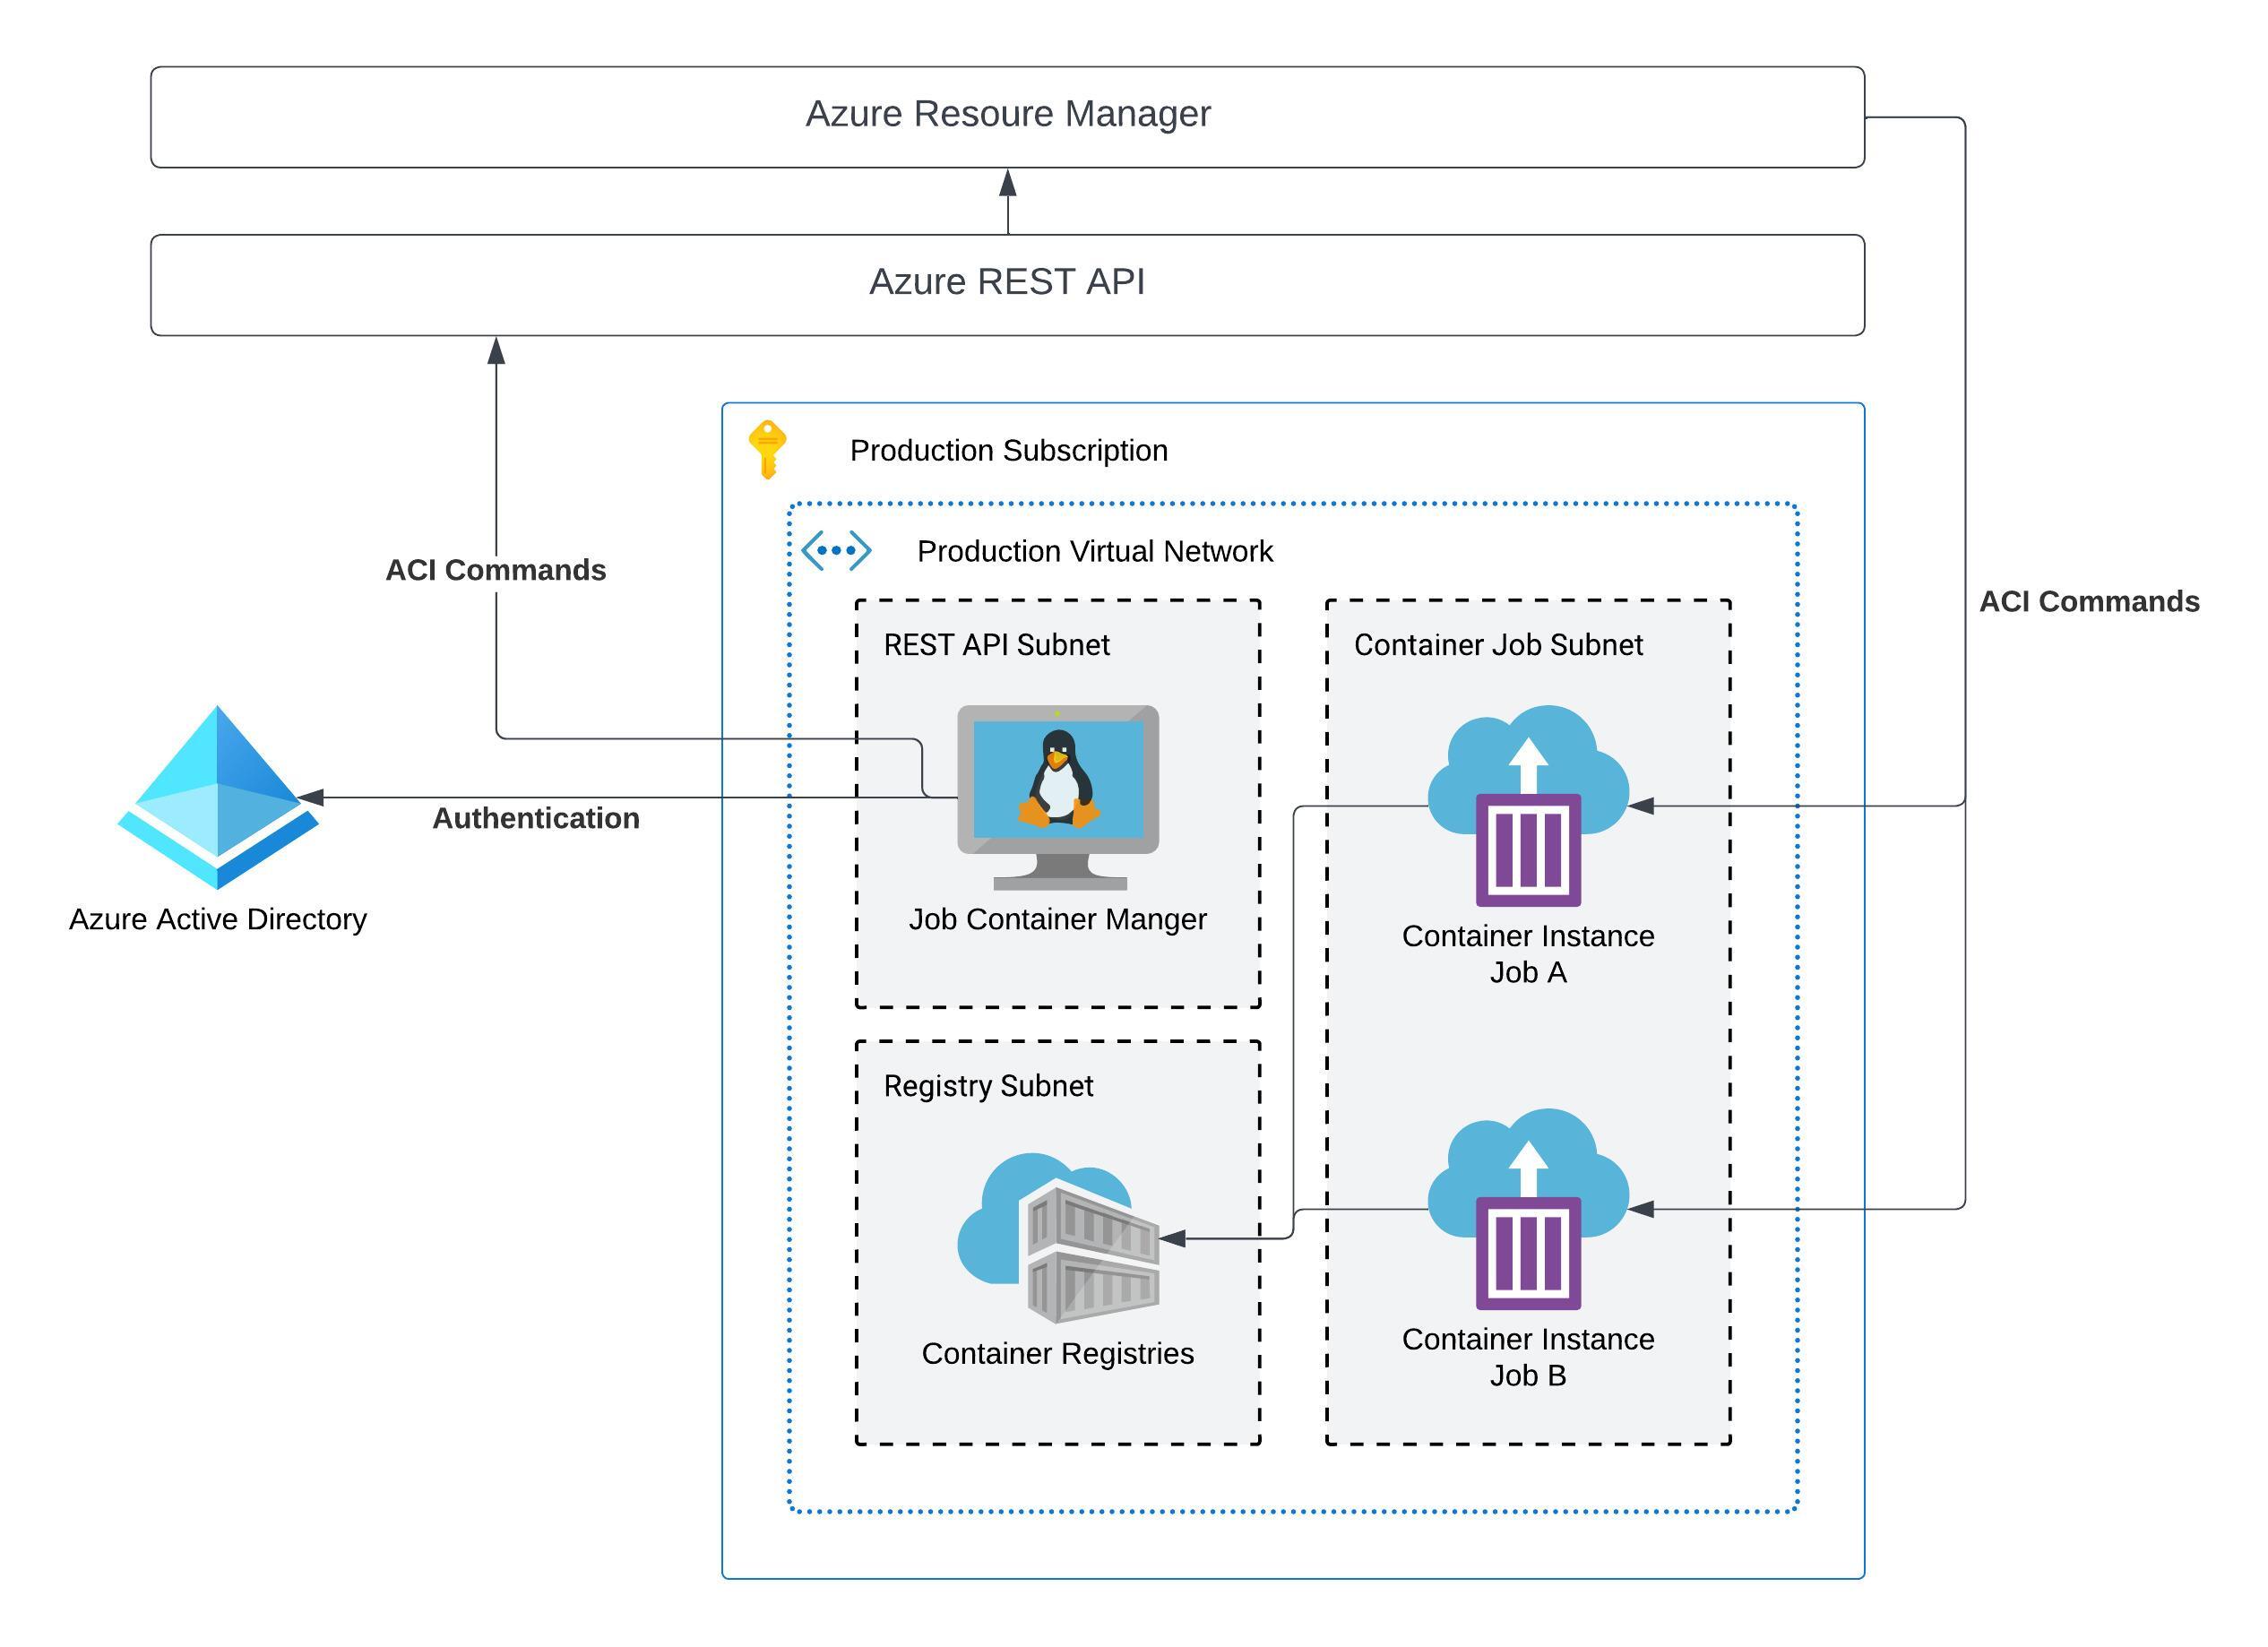 Azure Resoure Manager
Azure REST API
Production Subscription
Production Virtual Network
ACI Commands
ACI Commands
REST API Subnet
Container Job Subnet
Authentication
Azure Active Directory
Job Container Manger
Container Instance
Job A
Registry Subnet
Container Registries
Container Instance
Job B